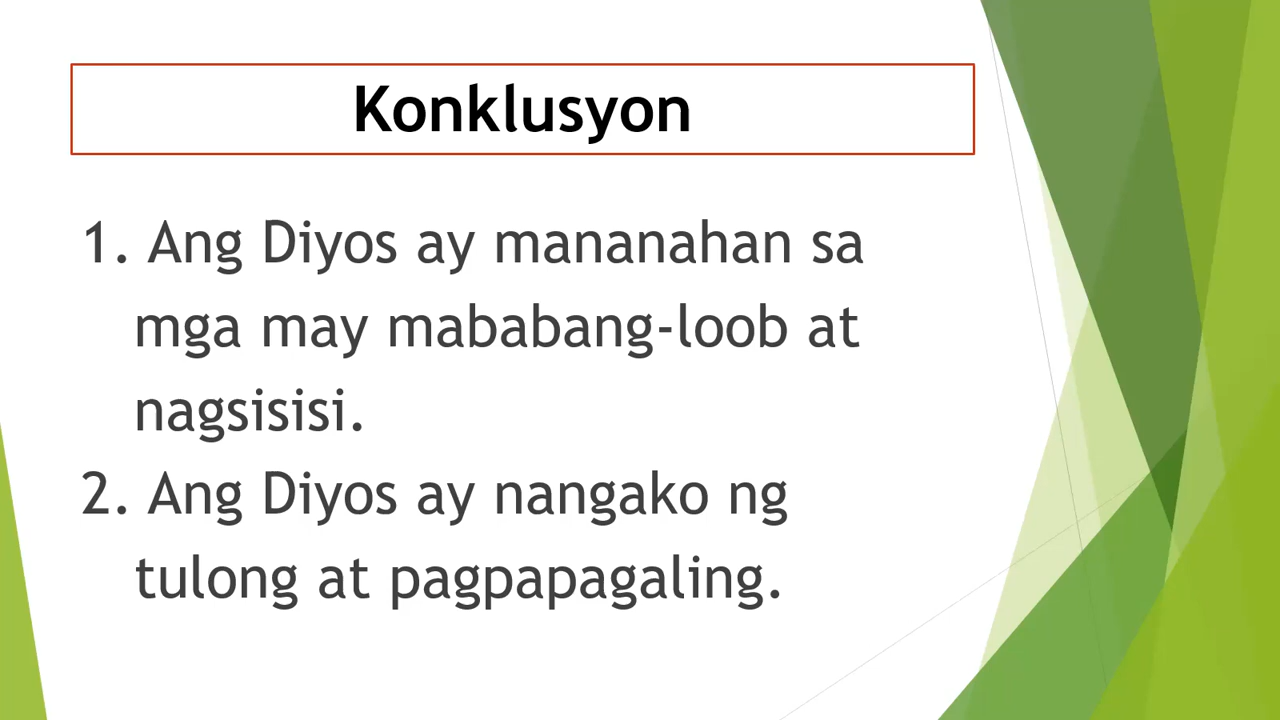 Konklusyon
1. Ang Diyos ay mananahan sa
mga may mababang-loob at
nagsisisi.
2. Ang Diyos ay nangako ng
tulong at pagpapagaling.